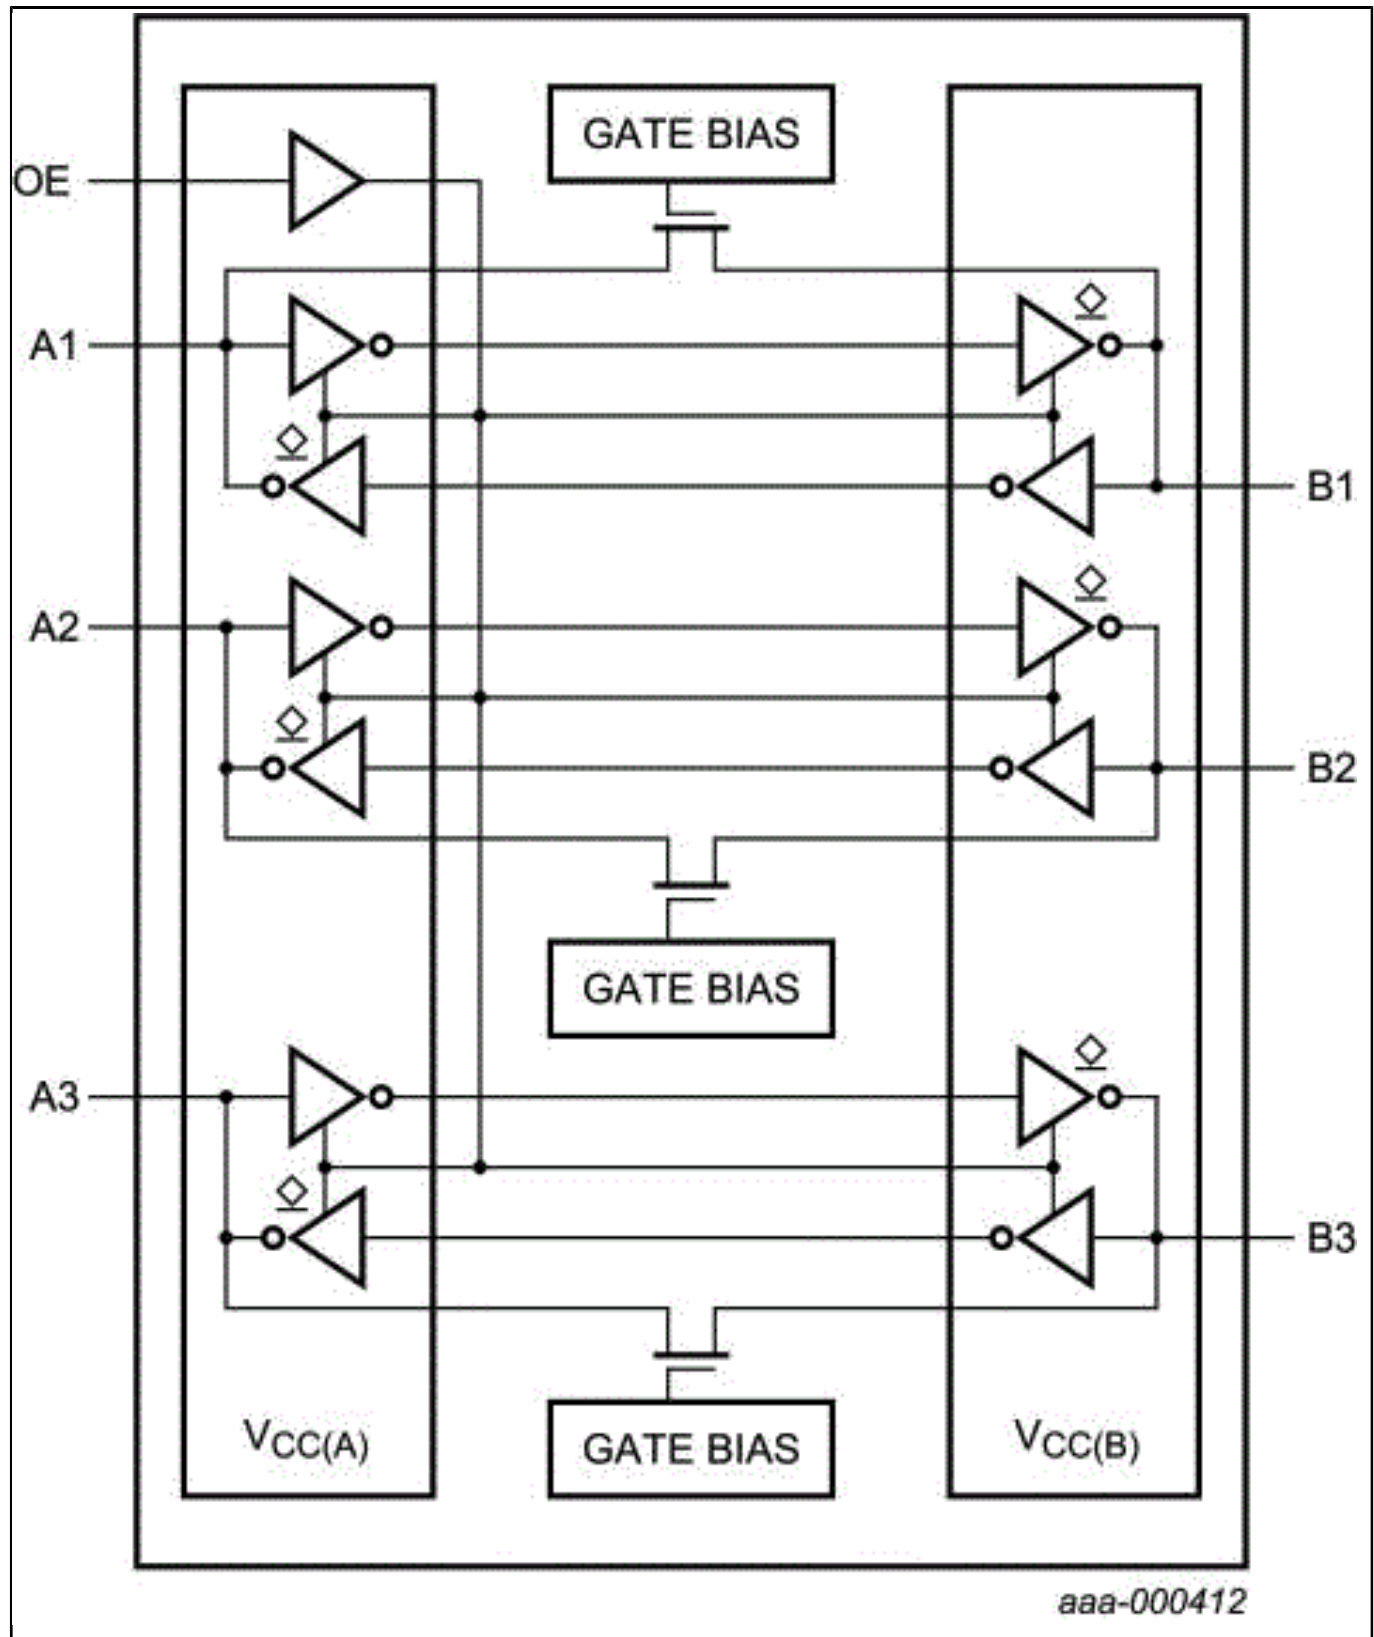 GATE BIAS
OE
A1
B1
A2
B2
GATE BIAS
A3
B3
VCC(A)
VCC(B)
GATE BIAS
aaa-000412